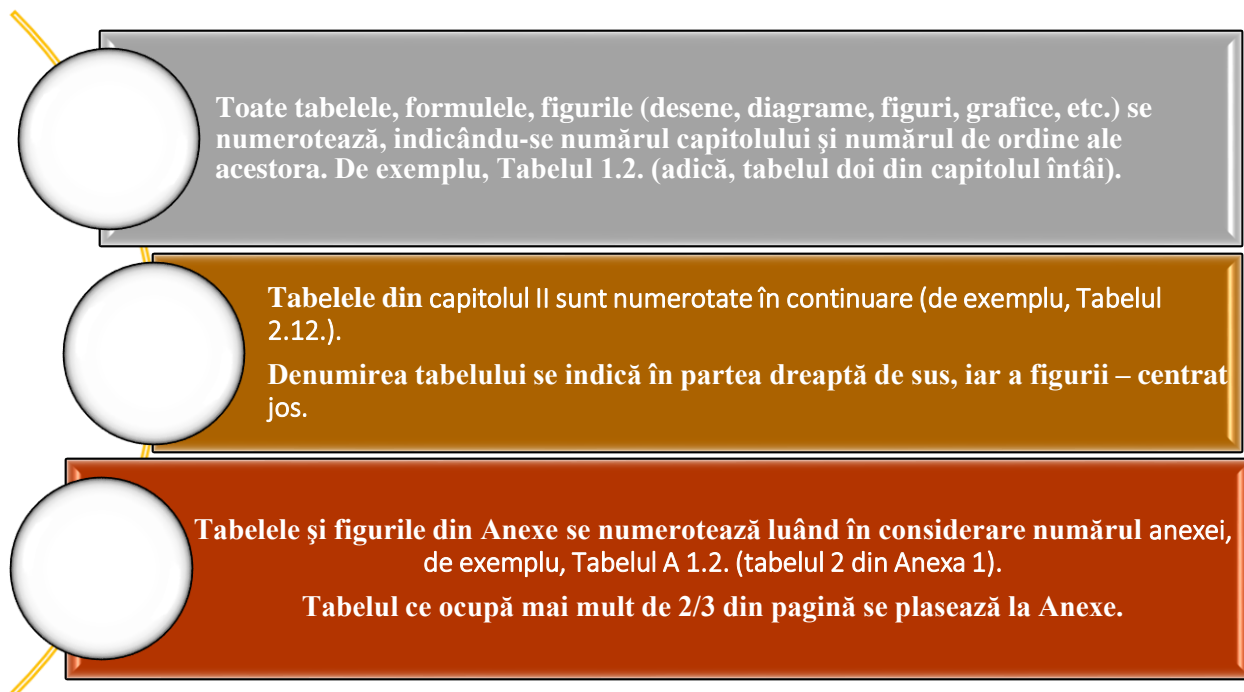 Toate tabelele, formulele, figurile (desene, diagrame, figuri, grafice, etc.) se
numerotează, indicându-se numărul capitolului şi numărul de ordine ale
acestora. De exemplu, Tabelul 1.2. (adică, tabelul doi din capitolul întâi).
Tabelele din capitolul II sunt numerotate în continuare (de exemplu, Tabelul
2.12.).
Denumirea tabelului se indică în partea dreaptă de sus, iar a figurii – centrat
jos.
Tabelele şi figurile din Anexe se numerotează luând în considerare numărul anexei,
de exemplu, Tabelul A 1.2. (tabelul 2 din Anexa 1).
Tabelul ce ocupă mai mult de 2/3 din pagină se plasează la Anexe.